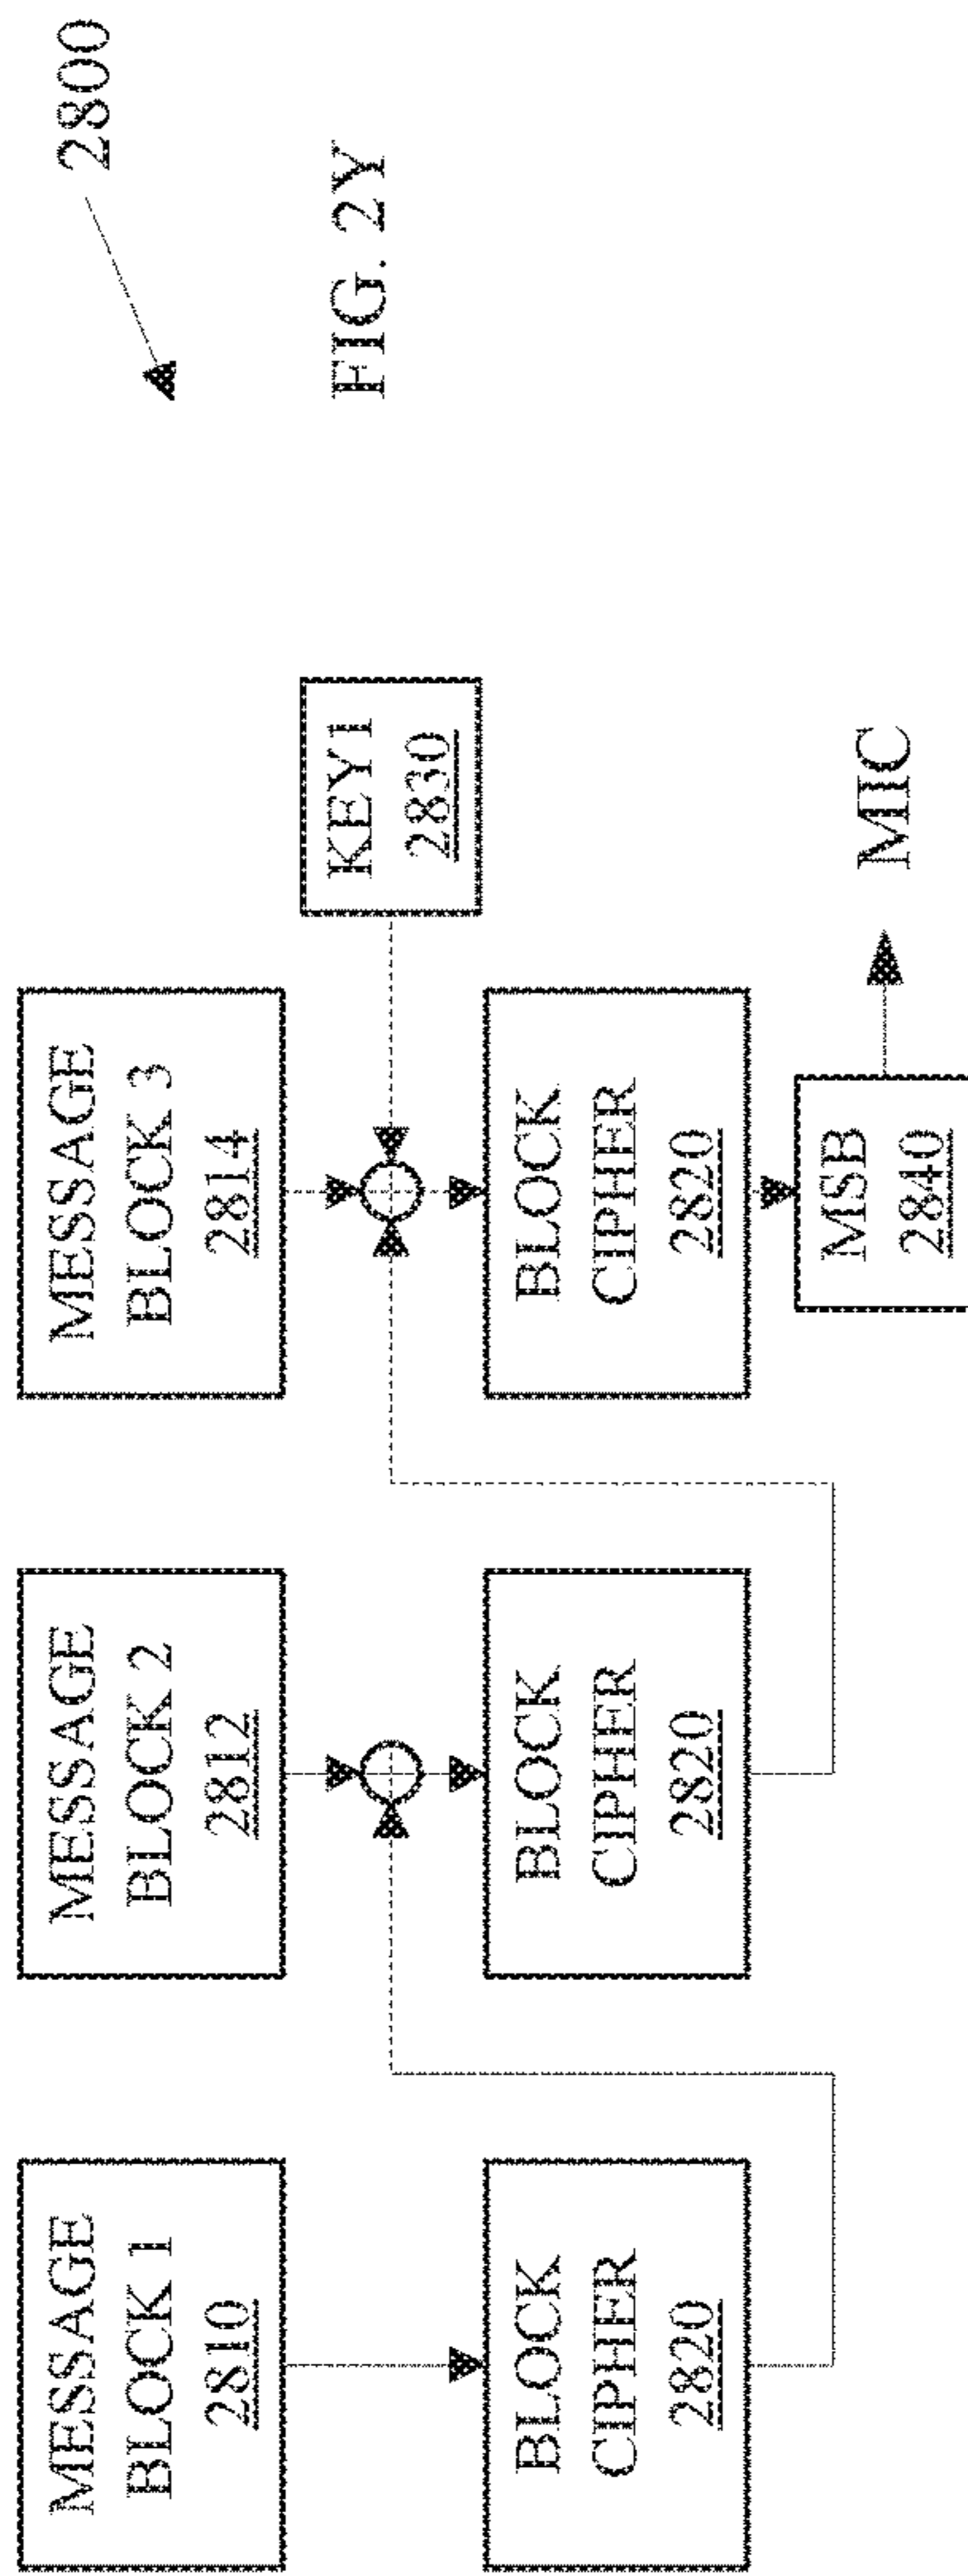 MESSAGE
BLOCK 1
2810
MESSAGE
BLOCK 2
2812
MESSAGE
BLOCK 3
2814
2800
KEY1
2830
FIG. 2Y
BLOCK
CIPHER
2820
BLOCK
CIPHER
2820
BLOCK
CIPHER
2820
MSB
2840
MIC